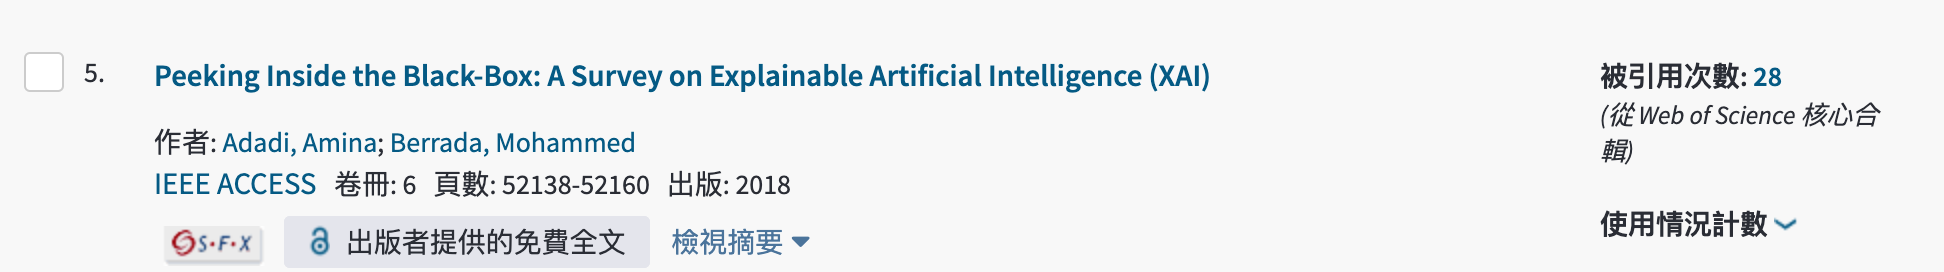 5. Peeking Inside the Black-Box: A Survey on Explainable Artificial Intelligence (XAI)
作者: Adadi, Amina; Berrada, Mohammed
IEEE ACCESS 卷冊: 6 頁數: 52138-52160 出版: 2018
S·F·X 出版者提供的免費全文 檢視摘要
被引用次數: 28
(從 Web of Science 核心合
輯)
使用情況計數